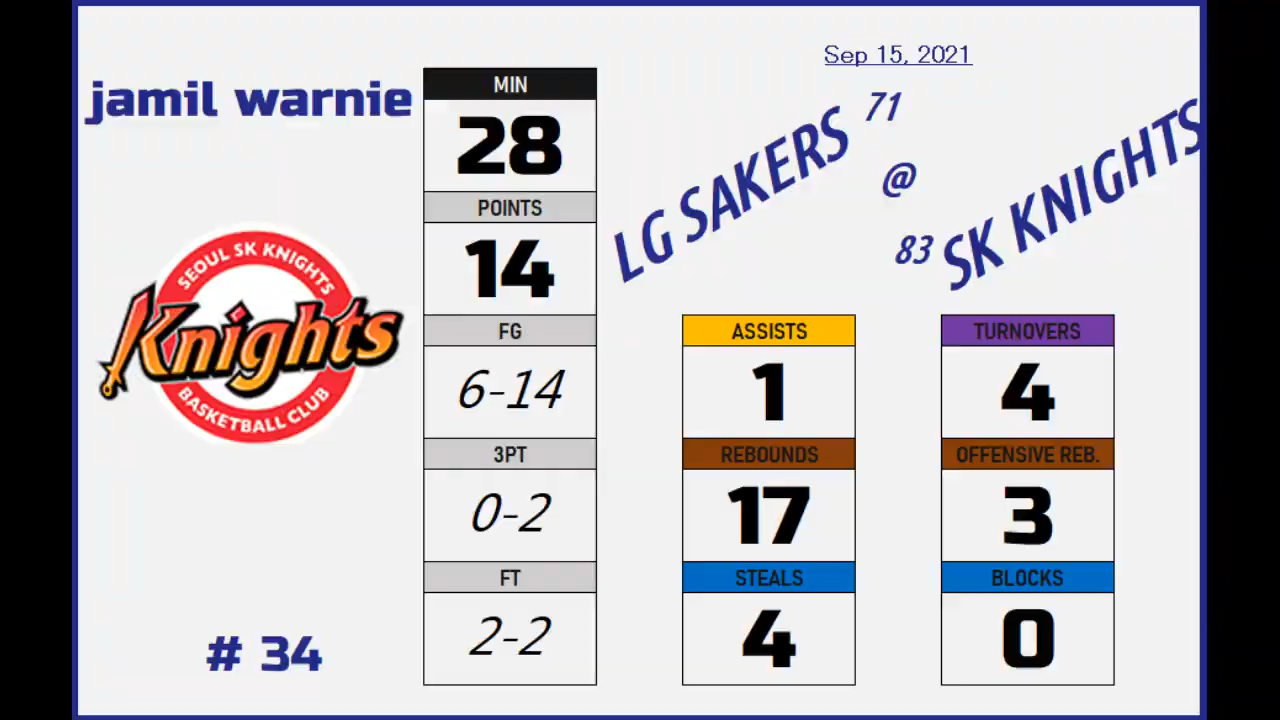 jamil warnie
SEOUL SK KNIGHTS
Knights
BASKETBALL CLUB
# 34
MIN
28
POINTS
14
FG
6-14
3PT
0-2
FT
2-2
Sep 15, 2021
LG SAKERS 71
@
83 SK KNIGHTS
ASSISTS
1
REBOUNDS
17
STEALS
4
TURNOVERS
4
OFFENSIVE REB.
3
BLOCKS
0